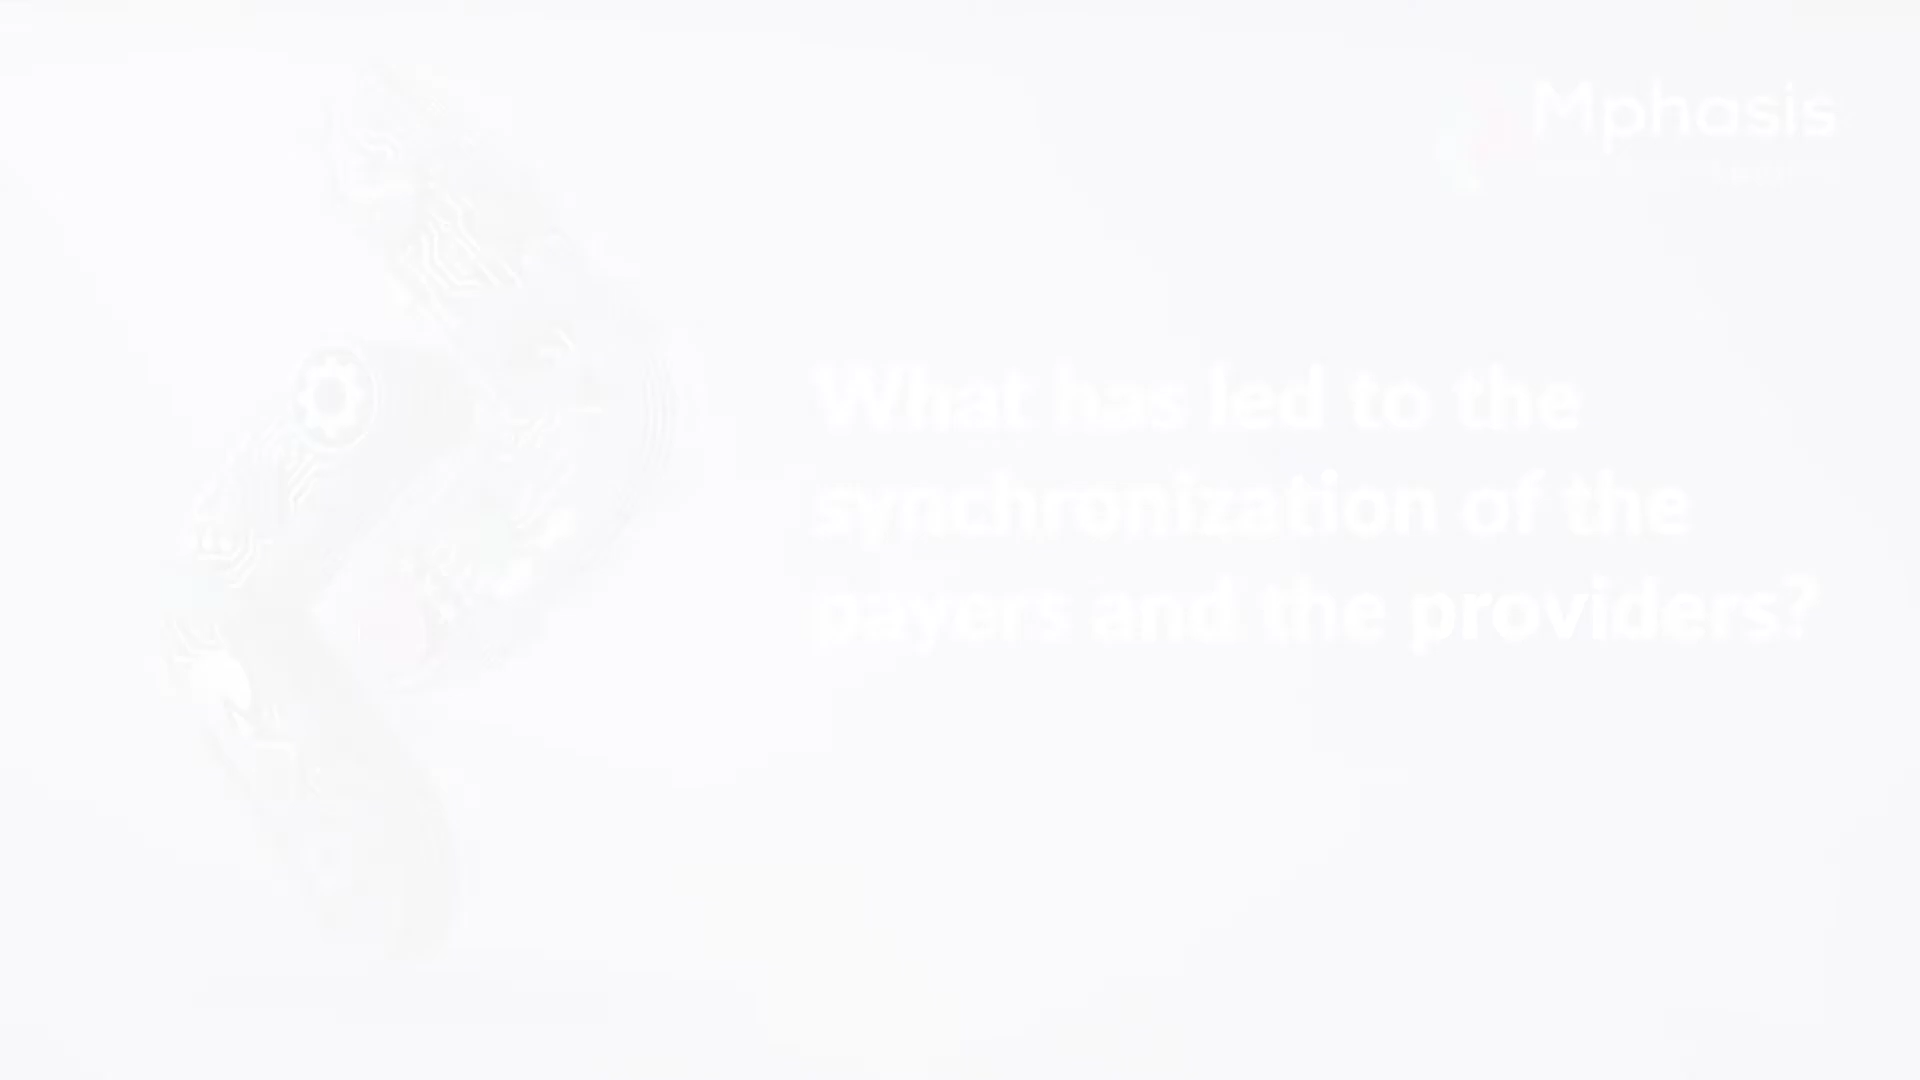 Mphasis
What has led to the
synchronization of the
payers and the providers?